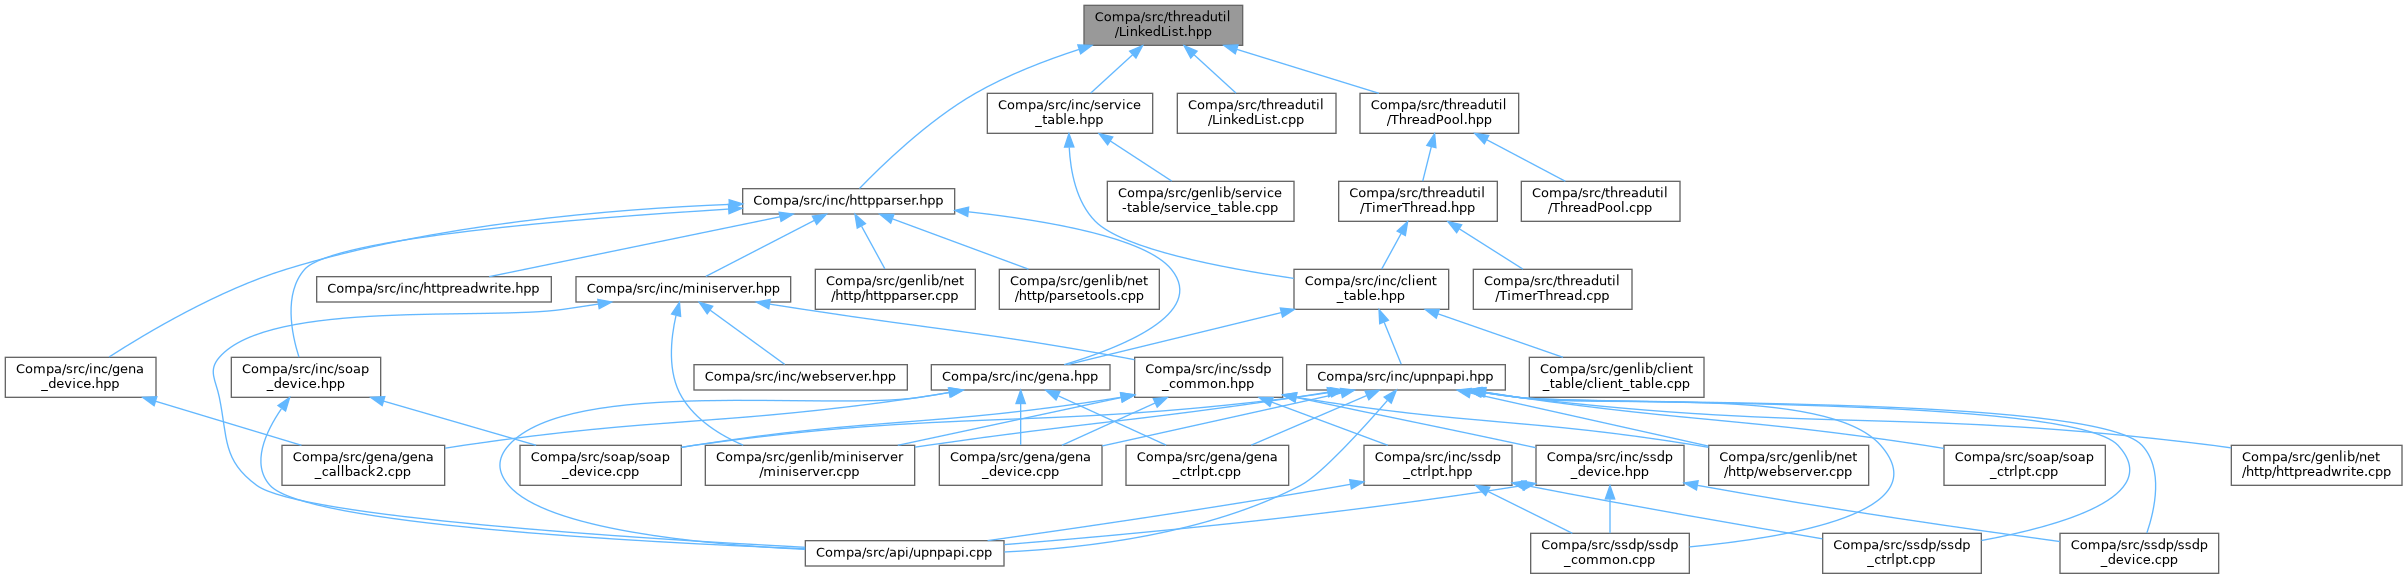 Compa/src/threadutil
/LinkedList.hpp
Compa/src/inc/service
_table.hpp
Compa/src/threadutil
/LinkedList.cpp
Compa/src/threadutil
/ThreadPool.hpp
Compa/src/inc/httpparser.hpp
Compa/src/genlib/service
-table/service_table.cpp
Compa/src/threadutil
/TimerThread.hpp
Compa/src/threadutil
/ThreadPool.cpp
Compa/src/inc/httpreadwrite.hpp
Compa/src/inc/miniserver.hpp
Compa/src/genlib/net
/http/httpparser.cpp
Compa/src/genlib/net
/http/parsetools.cpp
Compa/src/inc/client
_table.hpp
Compa/src/threadutil
/TimerThread.cpp
Compa/src/inc/gena
_device.hpp
Compa/src/inc/soap
_device.hpp
Compa/src/inc/webserver.hpp
Compa/src/inc/gena.hpp
Compa/src/inc/ssdp
_common.hpp
Compa/src/inc/upnpapi.hpp
Compa/src/genlib/client
_table/client_table.cpp
Compa/src/gena/gena
_callback2.cpp
Compa/src/soap/soap
_device.cpp
Compa/src/genlib/miniserver
/miniserver.cpp
Compa/src/gena/gena
_device.cpp
Compa/src/gena/gena
_ctrlpt.cpp
Compa/src/inc/ssdp
_ctrlpt.hpp
Compa/src/inc/ssdp
_device.hpp
Compa/src/genlib/net
/http/webserver.cpp
Compa/src/soap/soap
_ctrlpt.cpp
Compa/src/genlib/net
/http/httpreadwrite.cpp
Compa/src/api/upnpapi.cpp
Compa/src/ssdp/ssdp
_common.cpp
Compa/src/ssdp/ssdp
_ctrlpt.cpp
Compa/src/ssdp/ssdp
_device.cpp